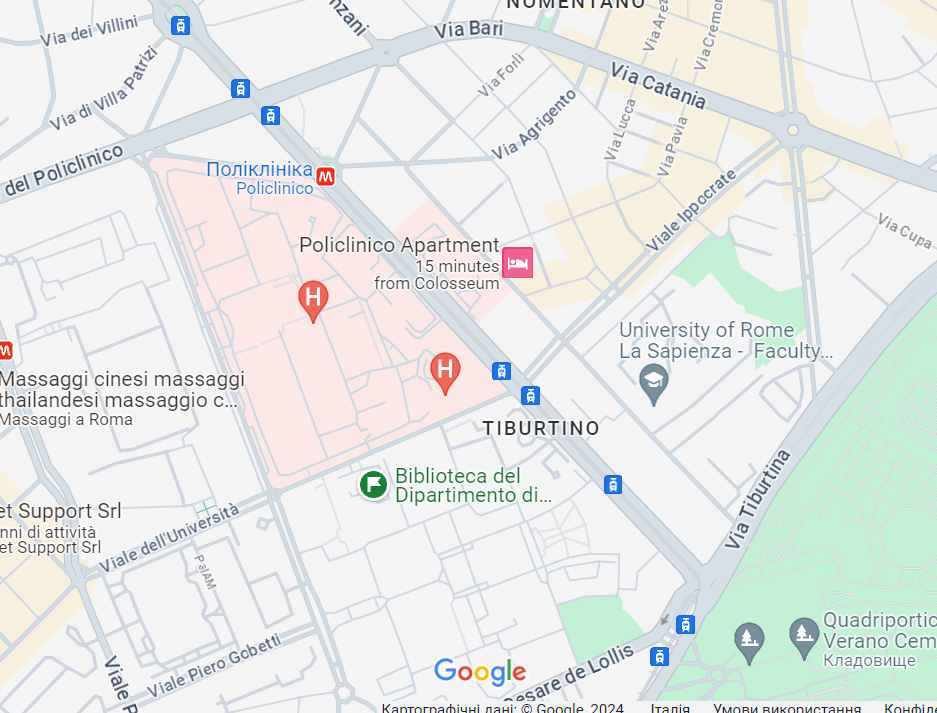 NOMENTANO
Via dei Villini
nzani
Via Bari
Via Arez
Via Cremon
Via di Villa Patrizi
Via Forlì
Via Catania
Via Agrigento
Via Lucca
Via Pavia
del Policlinico
Поліклініка
Policlinico
Viale Ippocrate
Via Cupa
Policlinico Apartment
15 minutes
from Colosseum
H
University of Rome
La Sapienza - Faculty...
Massaggi cinesi massaggi
thailandesi massaggio c...
Massaggi a Roma
H
TIBURTINO
Biblioteca del
Dipartimento di...
Via Tiburtina
et Support Srl
nni di attività
et Support Srl
Viale dell'Università
PalAM
Quadriportic
Verano Cem
Кладовище
Viale Piero Gobetti
Viale P
Google
Cesare de Lollis
Картографічні дані: © Google, 2024
Італія
Умови використання
Конфіде